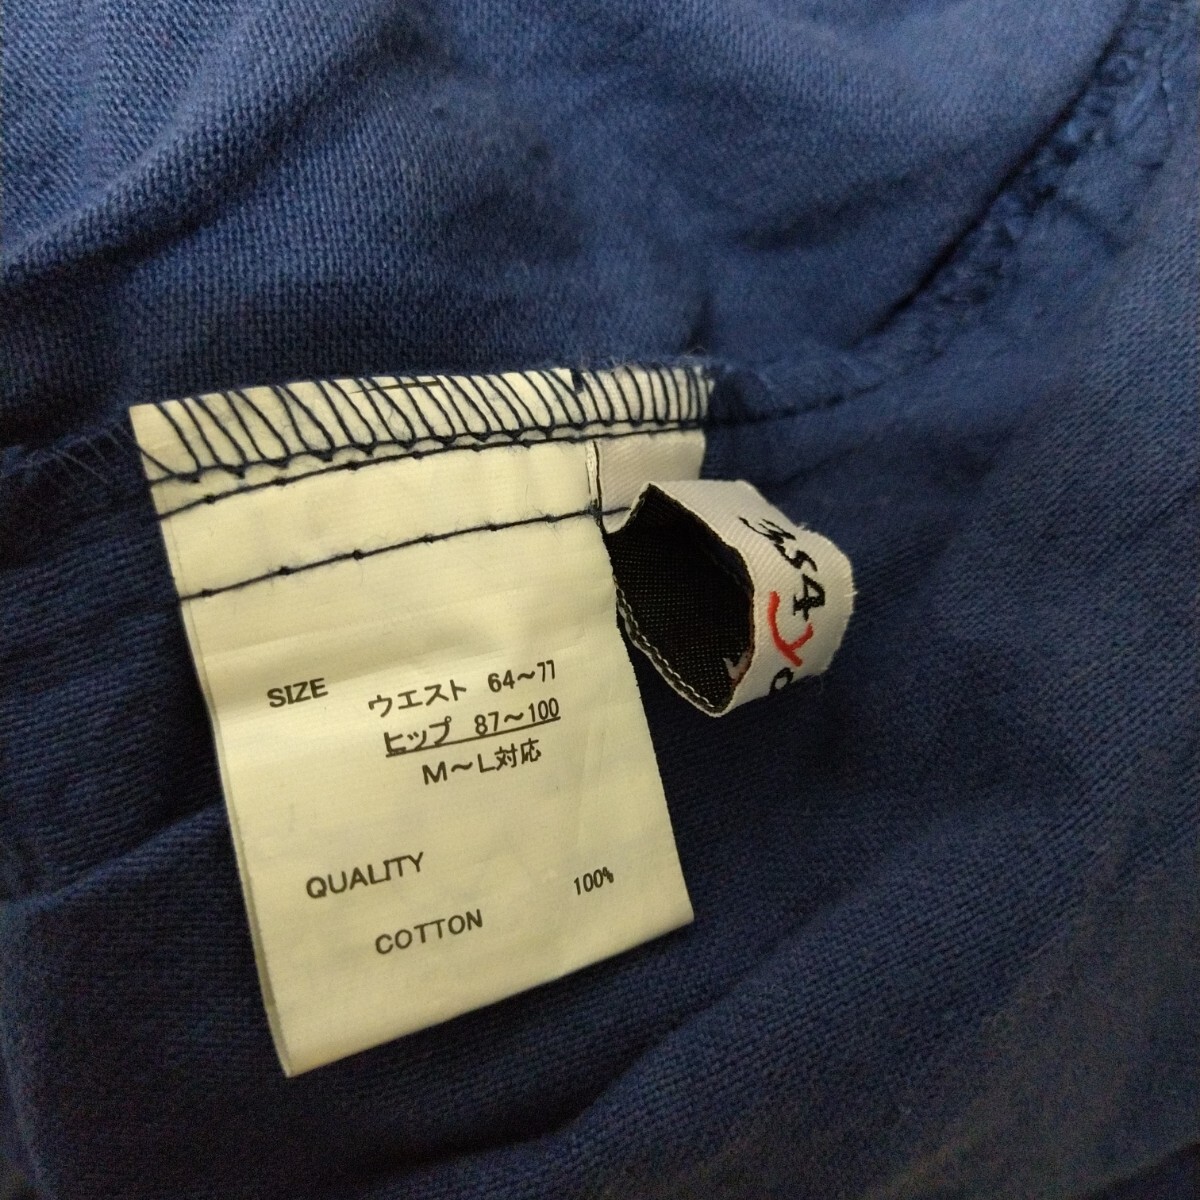 SIZE ウエスト 64～77
ヒップ 87～100
M～L対応
QUALITY
COTTON 100%